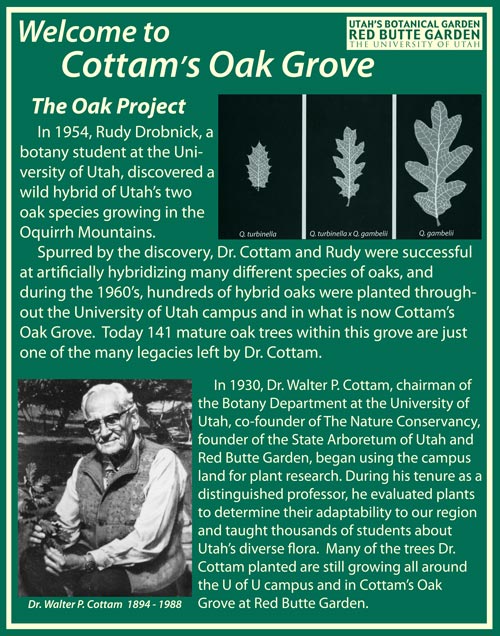 Welcome to
Cottam's Oak Grove
UTAH'S BOTANICAL GARDEN
RED BUTTE GARDEN
THE UNIVERSITY OF UTAH
The Oak Project
In 1954, Rudy Drobnick, a
botany student at the Uni-
versity of Utah, discovered a
wild hybrid of Utah's two
oak species growing in the
Oquirrh Mountains.
Q. turbinella
Q. turbinella x Q. gambelii
Q. gambelii
Spurred by the discovery, Dr. Cottam and Rudy were successful
at artificially hybridizing many different species of oaks, and
during the 1960's, hundreds of hybrid oaks were planted through-
out the University of Utah campus and in what is now Cottam's
Oak Grove. Today 141 mature oak trees within this grove are just
one of the many legacies left by Dr. Cottam.
In 1930, Dr. Walter P. Cottam, chairman of
the Botany Department at the University of
Utah, co-founder of The Nature Conservancy,
founder of the State Arboretum of Utah and
Red Butte Garden, began using the campus
land for plant research. During his tenure as a
distinguished professor, he evaluated plants
to determine their adaptability to our region
and taught thousands of students about
Utah's diverse flora. Many of the trees Dr.
Cottam planted are still growing all around
the U of U campus and in Cottam's Oak
Grove at Red Butte Garden.
Dr. Walter P. Cottam 1894 - 1988